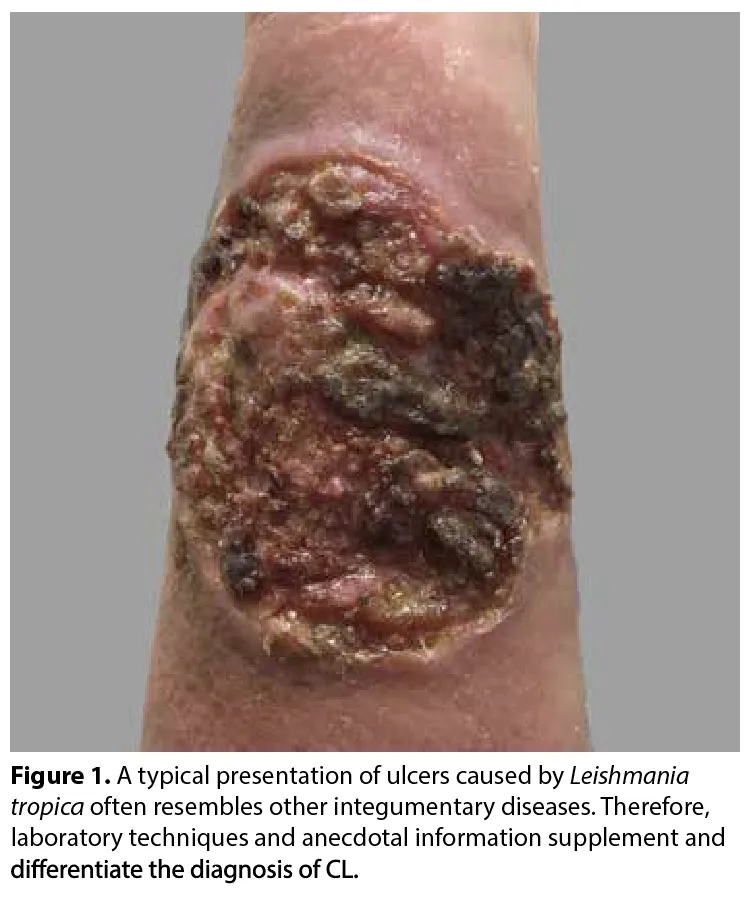 Figure 1. A typical presentation of ulcers caused by Leishmania
tropica often resembles other integumentary diseases. Therefore,
laboratory techniques and anecdotal information supplement and
differentiate the diagnosis of CL.